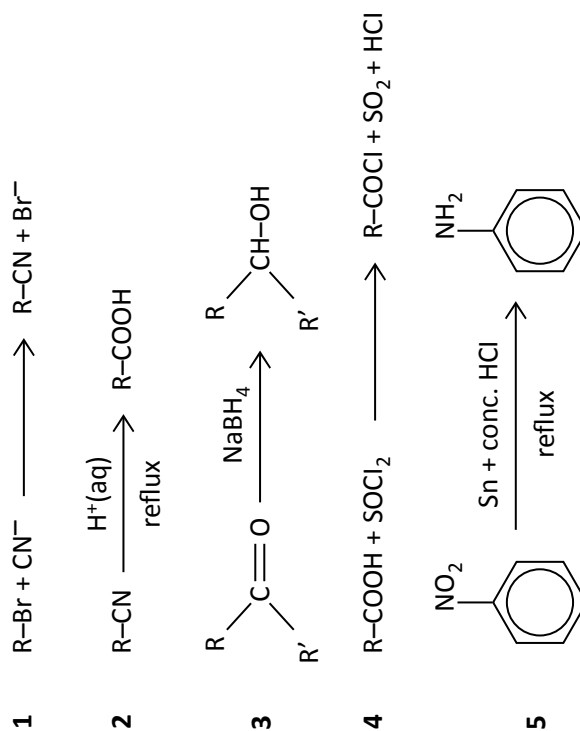 1 R–Br + CN⁻ → R–CN + Br⁻
2 R–CN H⁺(aq) reflux R–COOH
3 R R' C=O NaBH₄ R R' CH–OH
4 R–COOH + SOCl₂ → R–COCl + SO₂ + HCl
5 NO₂ Sn + conc. HCl reflux NH₂